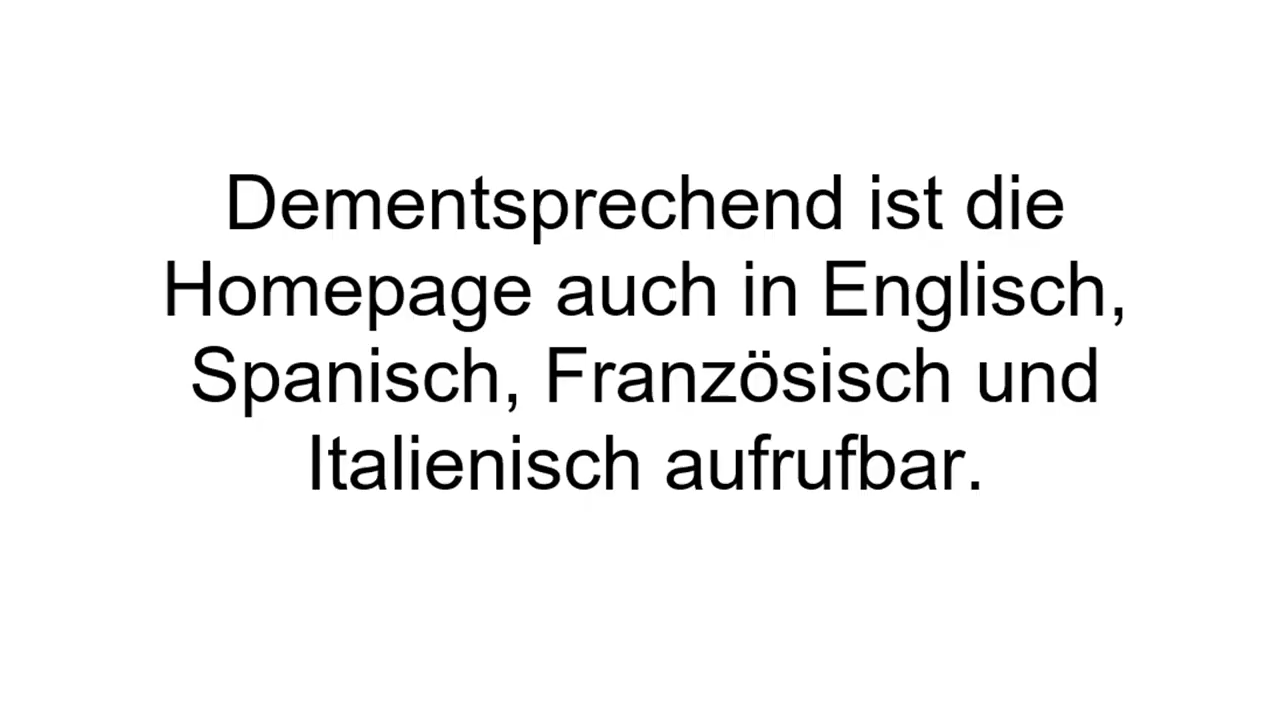 Dementsprechend ist die
Homepage auch in Englisch,
Spanisch, Französisch und
Italienisch aufrufbar.